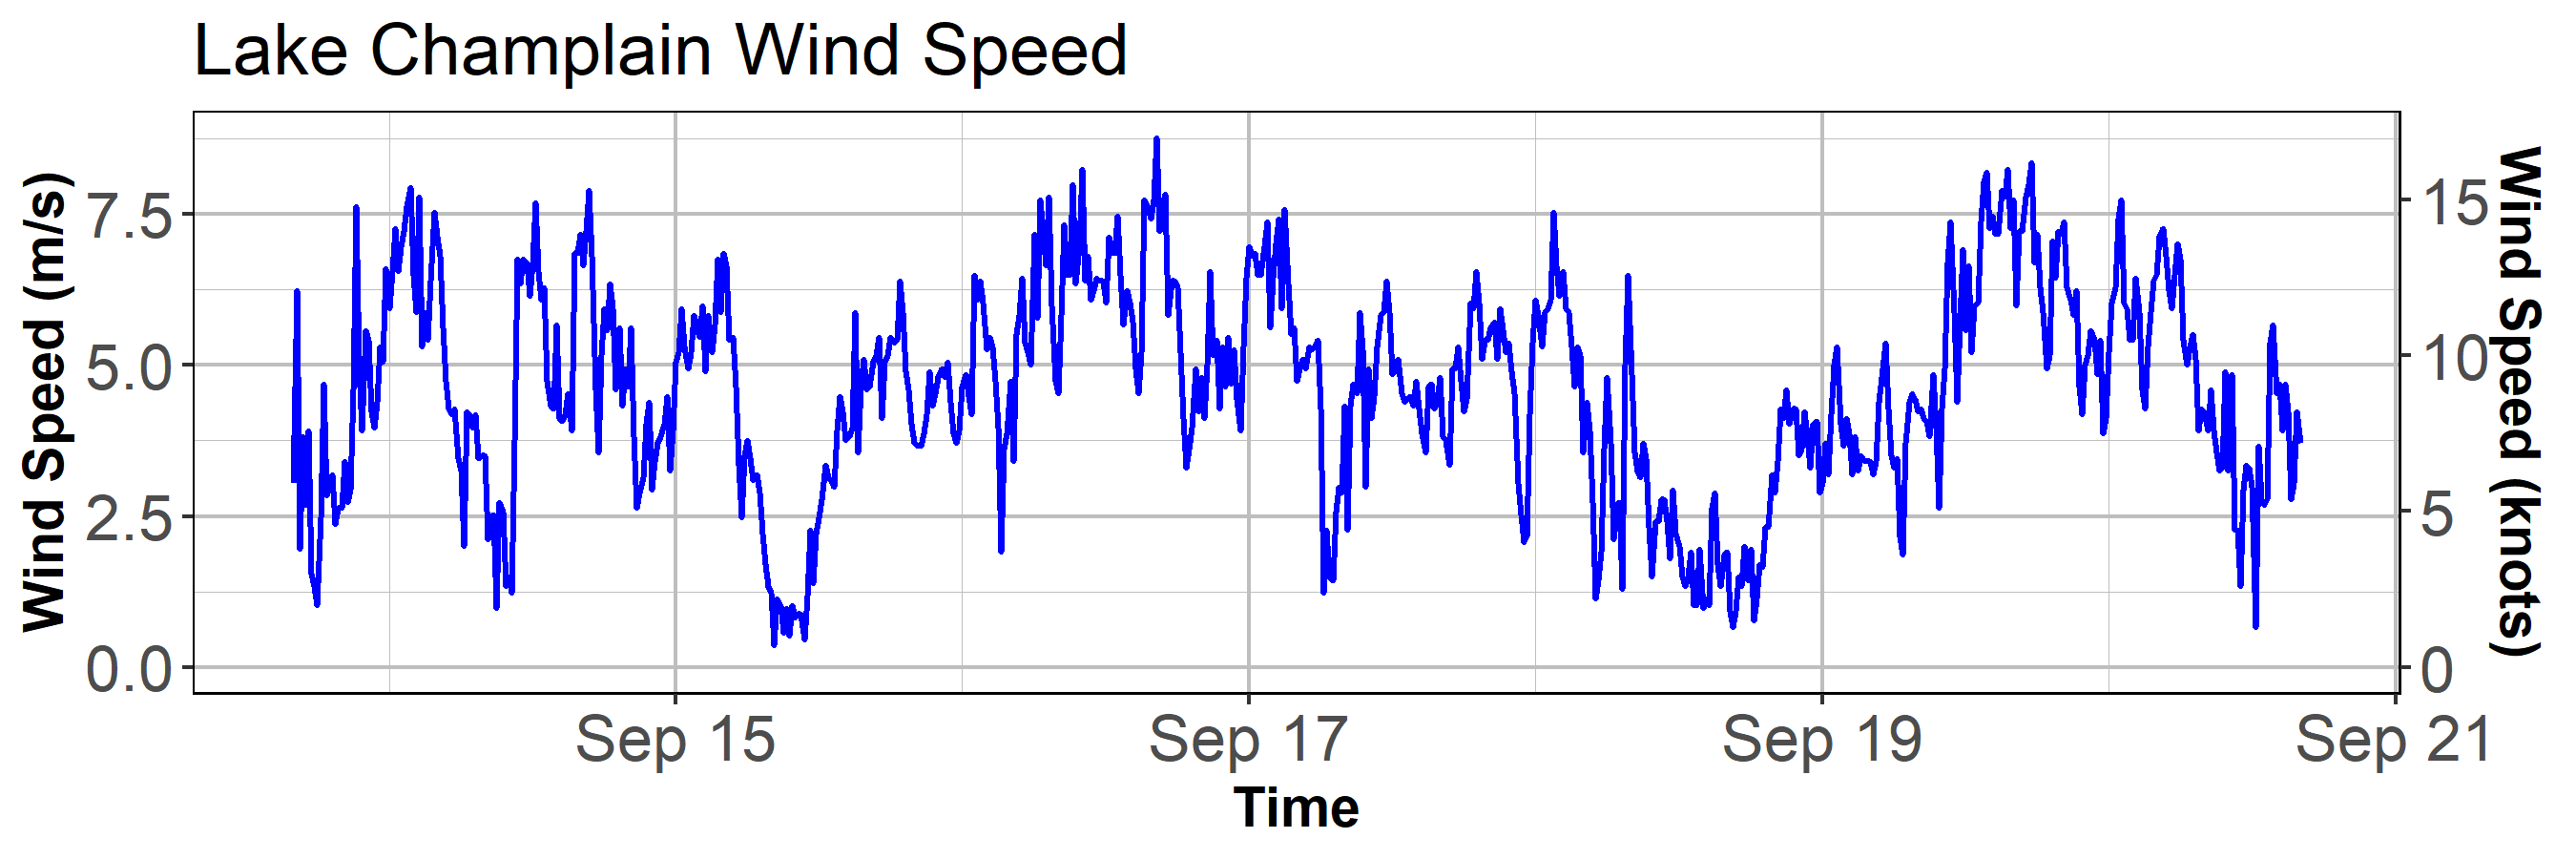 Lake Champlain Wind Speed
Wind Speed (m/s)
7.5
5.0
2.5
0.0
15
10
5
0
Wind Speed (knots)
Sep 15
Sep 17
Sep 19
Sep 21
Time